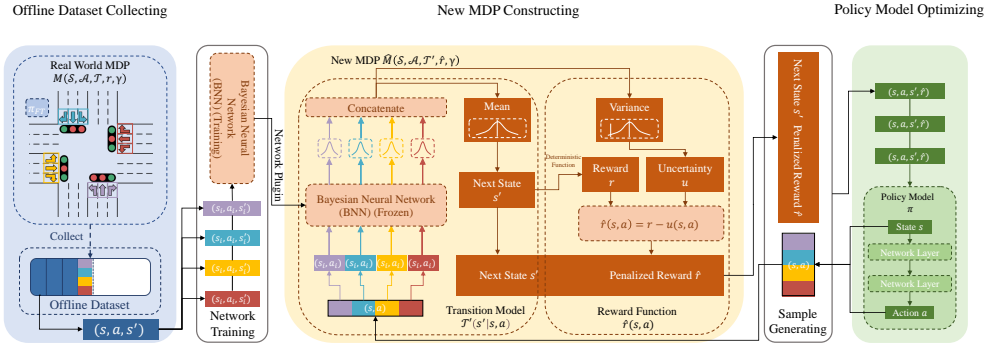 Offline Dataset Collecting
New MDP Constructing
Policy Model Optimizing
Real World MDP
M(𝒮, 𝒜, 𝒯, r, γ)
Collect
Offline Dataset
(s, a, s′)
Bayesian Neural
Network
(BNN) (Training)
(s_i, a_i, s_i′)
(s_i, a_i, s_i′)
(s_i, a_i, s_i′)
(s_i, a_i, s_i′)
Network
Training
Network Plugin
New MDP M̂(𝒮, 𝒜, 𝒯′, r̂, γ)
Concatenate
Bayesian Neural Network
(BNN) (Frozen)
(s_i, a_i)
(s_i, a_i)
(s_i, a_i)
(s_i, a_i)
(s, a)
Mean
Next State
s′
Transition Model
𝒯′(s′|s, a)
Variance
Deterministic
Function
Reward
r
Uncertainty
u
r̂(s, a) = r − u(s, a)
Next State s′
Penalized Reward r̂
Reward Function
r̂(s, a)
Next State s′ Penalized Reward r̂
(s, a)
Sample
Generating
(s, a, s′, r̂)
(s, a, s′, r̂)
(s, a, s′, r̂)
Policy Model
π
State s
Network Layer
Network Layer
Action a